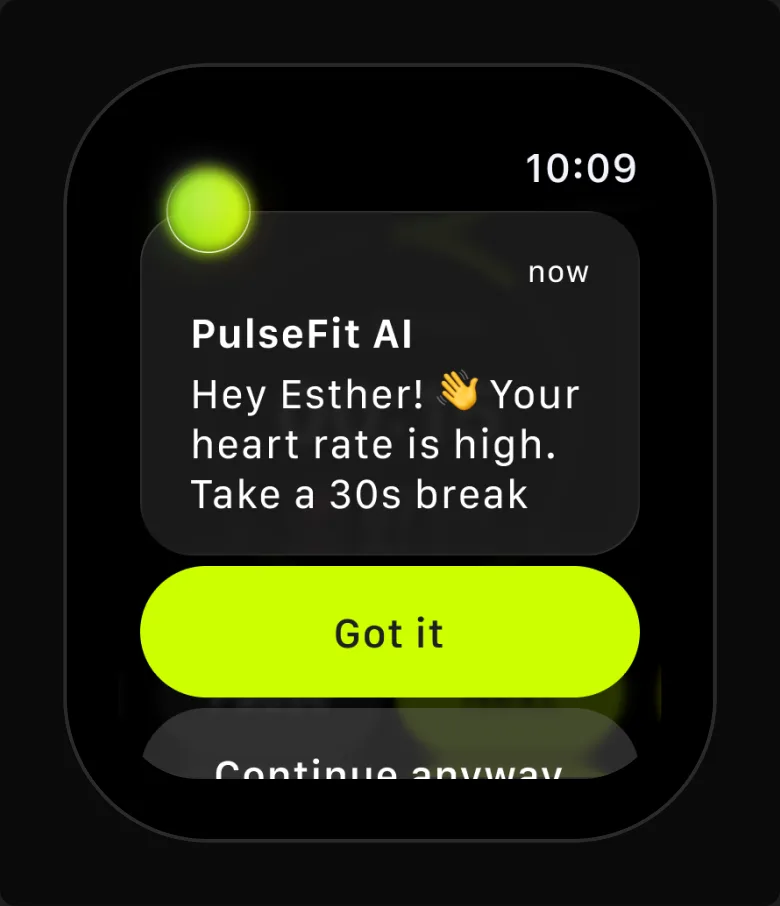 10:09
now
PulseFit AI
Hey Esther! 👋 Your
heart rate is high.
Take a 30s break
Got it
Continue anyway